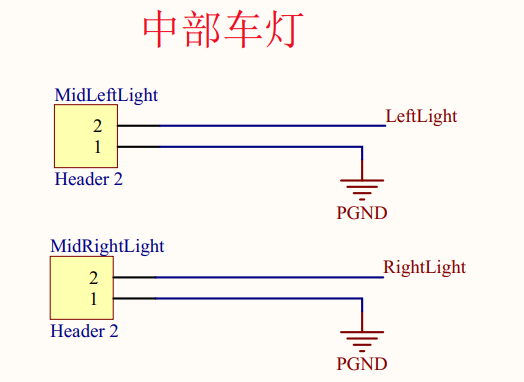 中部车灯
MidLeftLight
2
LeftLight
1
Header 2
PGND
MidRightLight
2
RightLight
1
Header 2
PGND